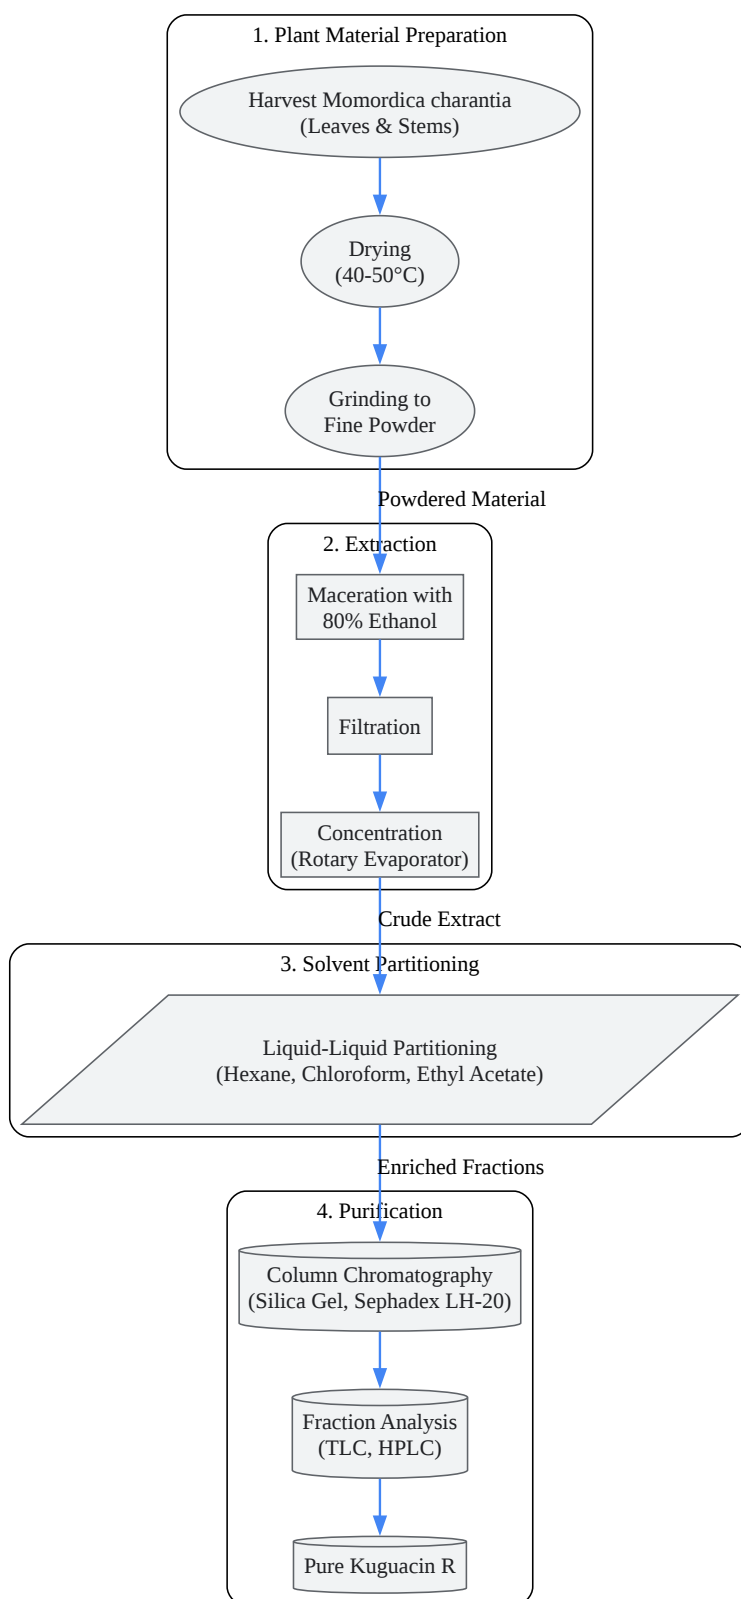 1. Plant Material Preparation
Harvest Momordica charantia
(Leaves & Stems)
Drying
(40-50°C)
Grinding to
Fine Powder
Powdered Material
2. Extraction
Maceration with
80% Ethanol
Filtration
Concentration
(Rotary Evaporator)
Crude Extract
3. Solvent Partitioning
Liquid-Liquid Partitioning
(Hexane, Chloroform, Ethyl Acetate)
Enriched Fractions
4. Purification
Column Chromatography
(Silica Gel, Sephadex LH-20)
Fraction Analysis
(TLC, HPLC)
Pure Kuguacin R